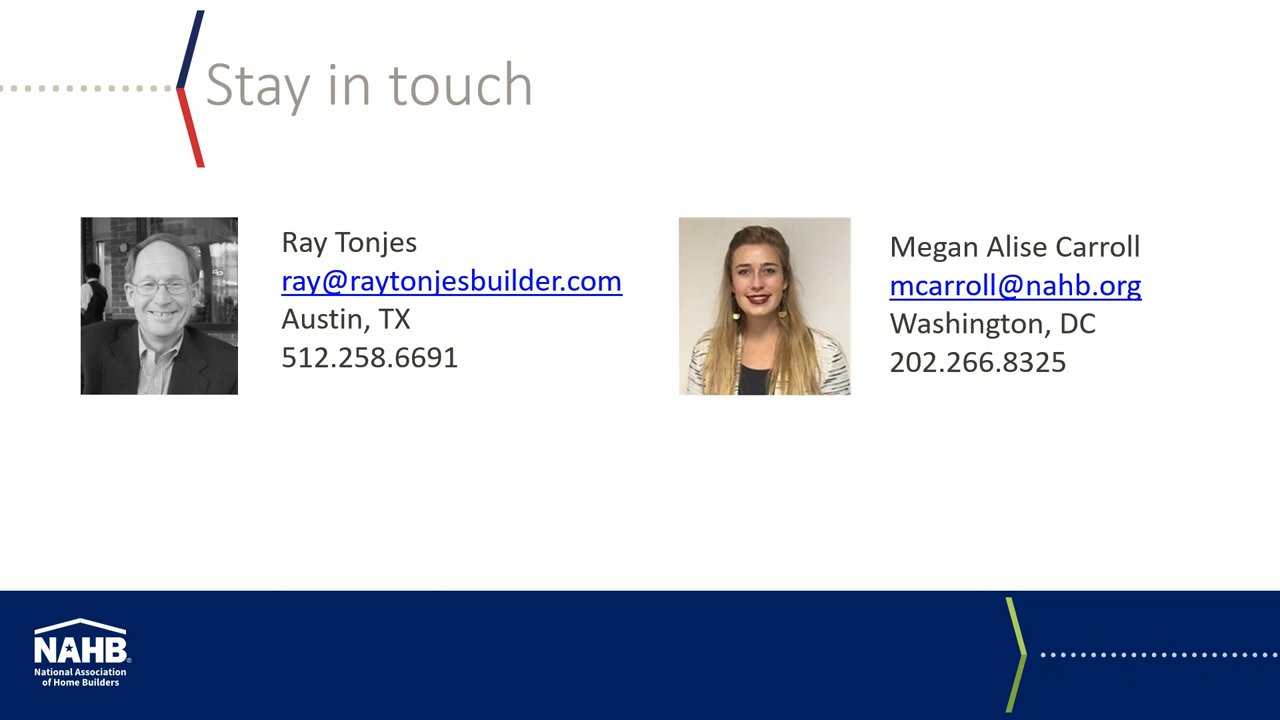 Stay in touch
Ray Tonjes
ray@raytonjesbuilder.com
Austin, TX
512.258.6691
Megan Alise Carroll
mcarroll@nahb.org
Washington, DC
202.266.8325
NAHB®
National Association
of Home Builders